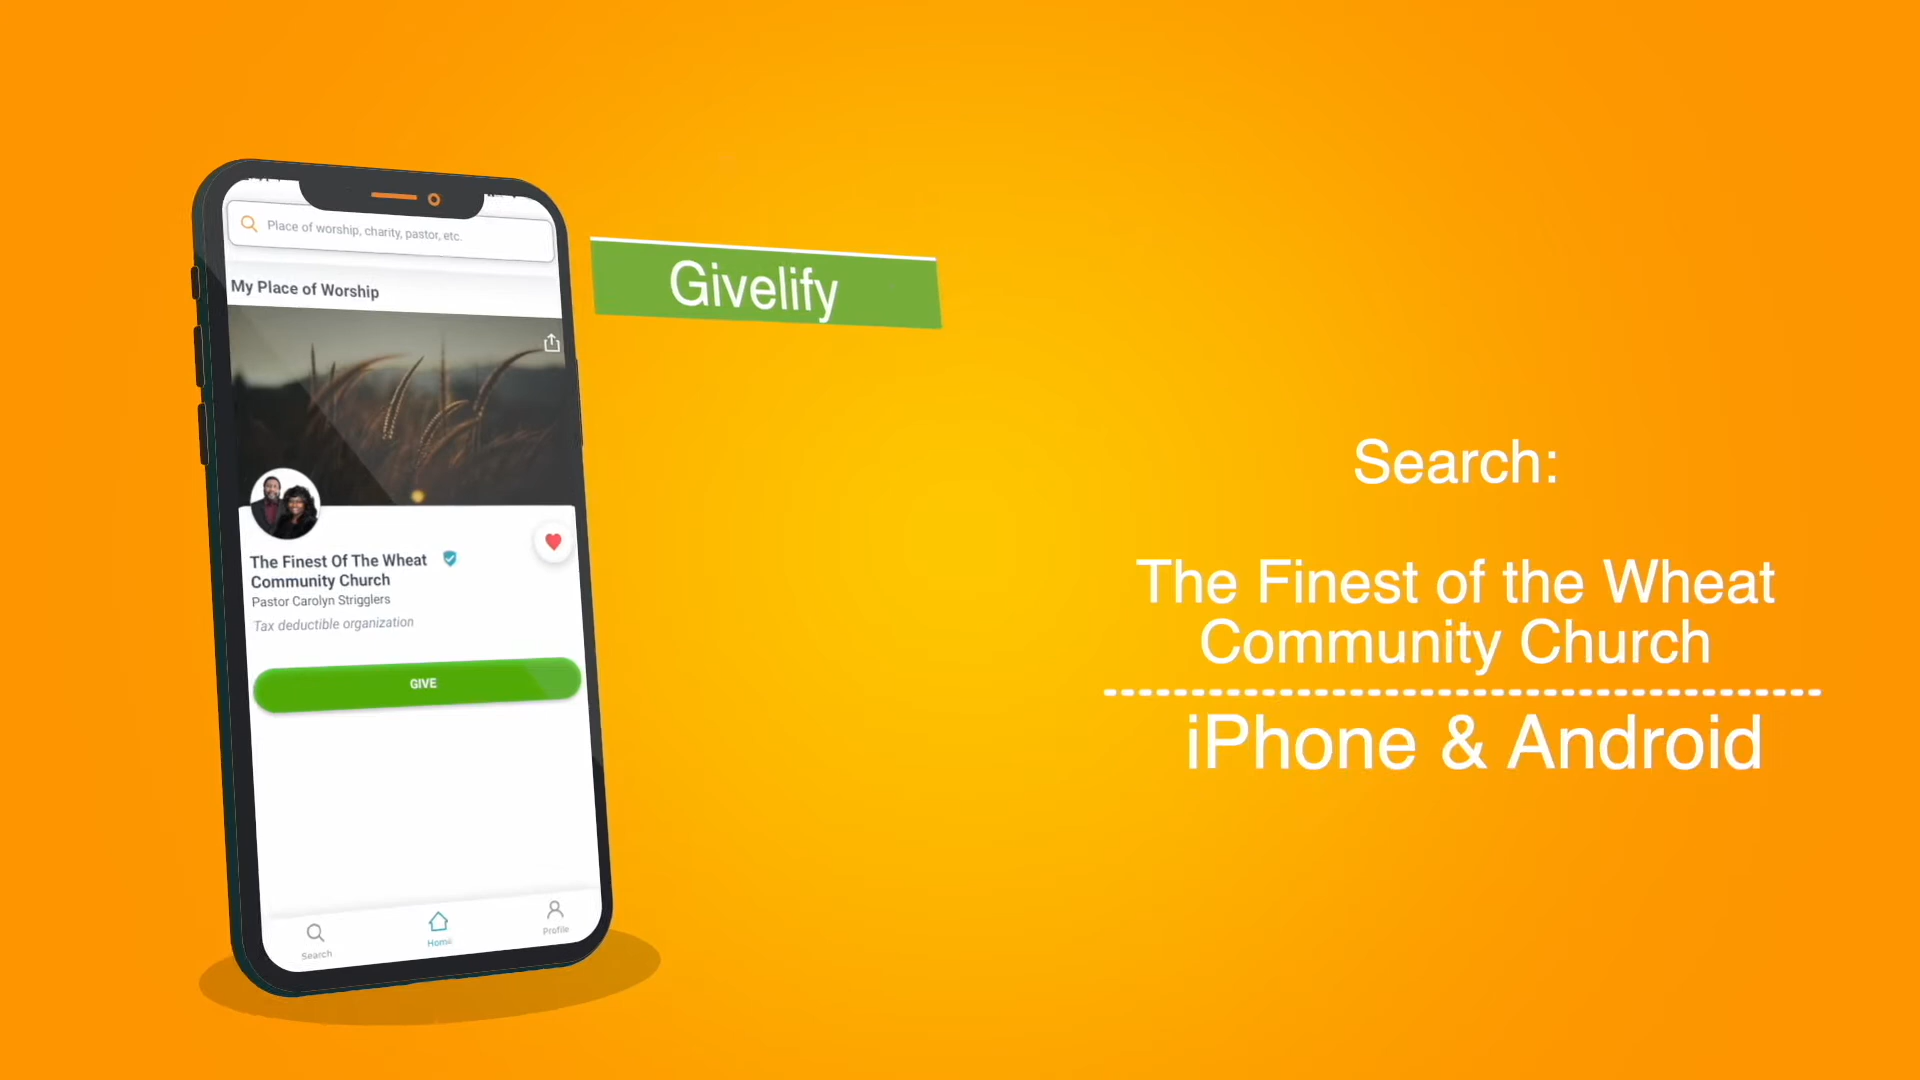 Place of worship, charity, pastor, etc.
My Place of Worship
The Finest Of The Wheat
Community Church
Pastor Carolyn Strigglers
Tax deductible organization
GIVE
Search
Home
Profile
Givelify
Search:
The Finest of the Wheat
Community Church
iPhone & Android